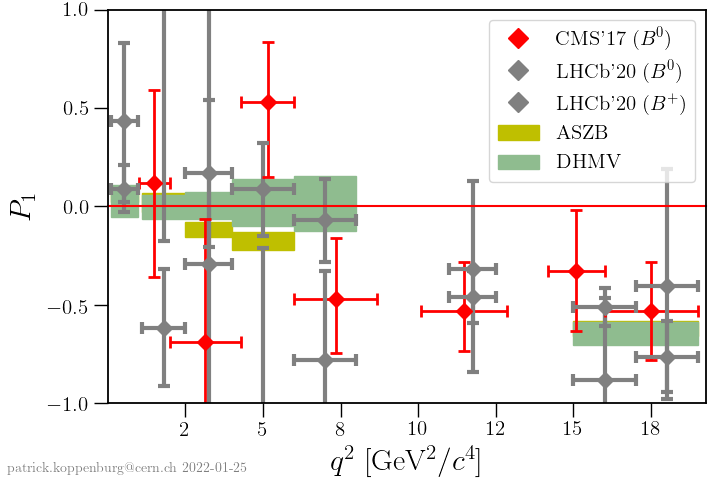 1.0
0.5
0.0
−0.5
−1.0
P₁
CMS'17 (B⁰)
LHCb'20 (B⁰)
LHCb'20 (B⁺)
ASZB
DHMV
2 5 8 10 12 15 18
q² [GeV²/c⁴]
patrick.koppenburg@cern.ch 2022-01-25